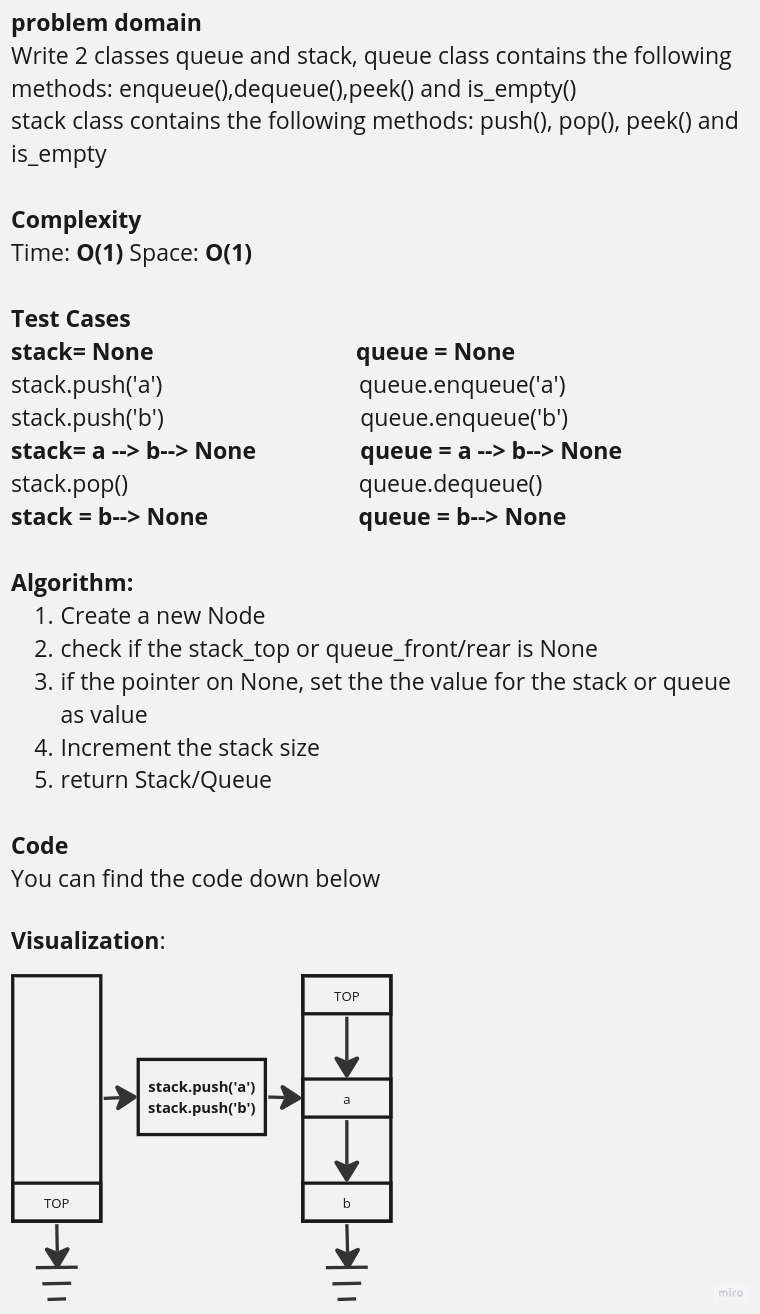 problem domain
Write 2 classes queue and stack, queue class contains the following
methods: enqueue(),dequeue(),peek() and is_empty()
stack class contains the following methods: push(), pop(), peek() and
is_empty
Complexity
Time: O(1) Space: O(1)
Test Cases
stack= None queue = None
stack.push('a') queue.enqueue('a')
stack.push('b') queue.enqueue('b')
stack= a --> b--> None queue = a --> b--> None
stack.pop() queue.dequeue()
stack = b--> None queue = b--> None
Algorithm:
1. Create a new Node
2. check if the stack_top or queue_front/rear is None
3. if the pointer on None, set the the value for the stack or queue
as value
4. Increment the stack size
5. return Stack/Queue
Code
You can find the code down below
Visualization:
TOP
stack.push('a')
stack.push('b')
a
TOP
b
miro